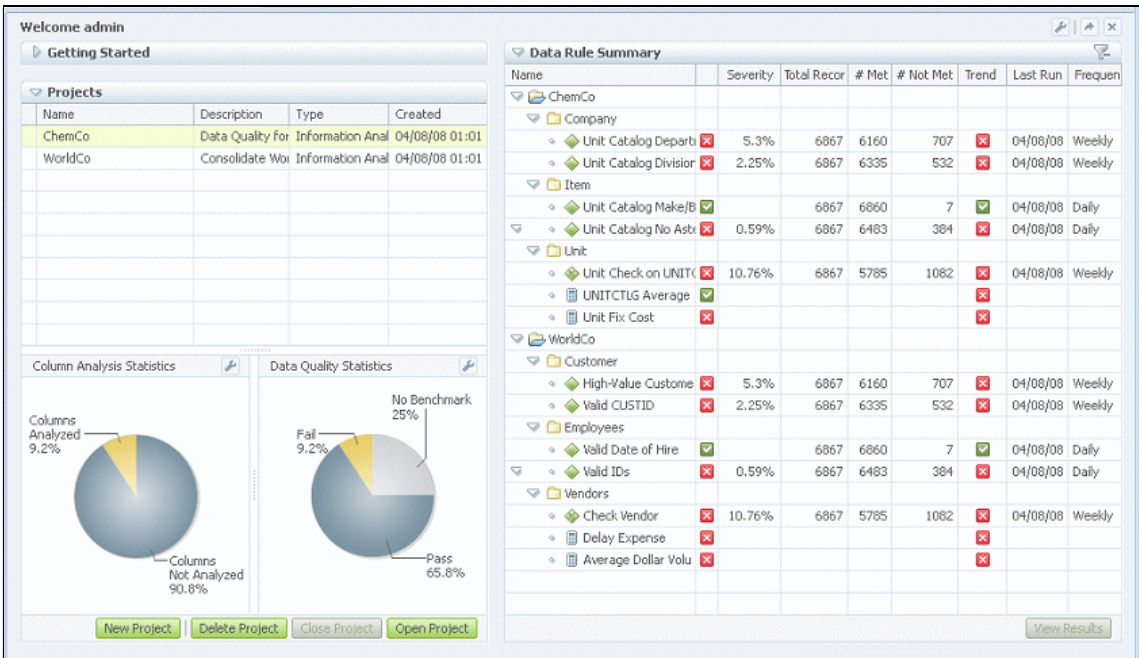 Welcome admin
Getting Started
Projects
Name Description Type Created
ChemCo Data Quality for Information Anal 04/08/08 01:01
WorldCo Consolidate Wor Information Anal 04/08/08 01:01
Column Analysis Statistics
Columns
Analyzed
9.2%
Columns
Not Analyzed
90.8%
Data Quality Statistics
No Benchmark
25%
Fail
9.2%
Pass
65.8%
New Project Delete Project Close Project Open Project
Data Rule Summary
Name Severity Total Recor # Met # Not Met Trend Last Run Frequen
ChemCo
Company
Unit Catalog Departi 5.3% 6867 6160 707 04/08/08 Weekly
Unit Catalog Division 2.25% 6867 6335 532 04/08/08 Weekly
Item
Unit Catalog Make/B 6867 6860 7 04/08/08 Daily
Unit Catalog No Aste 0.59% 6867 6483 384 04/08/08 Daily
Unit
Unit Check on UNIT( 10.76% 6867 5785 1082 04/08/08 Weekly
UNITCTLG Average
Unit Fix Cost
WorldCo
Customer
High-Value Custome 5.3% 6867 6160 707 04/08/08 Weekly
Valid CUSTID 2.25% 6867 6335 532 04/08/08 Weekly
Employees
Valid Date of Hire 6867 6860 7 04/08/08 Daily
Valid IDs 0.59% 6867 6483 384 04/08/08 Daily
Vendors
Check Vendor 10.76% 6867 5785 1082 04/08/08 Weekly
Delay Expense
Average Dollar Volu
View Results